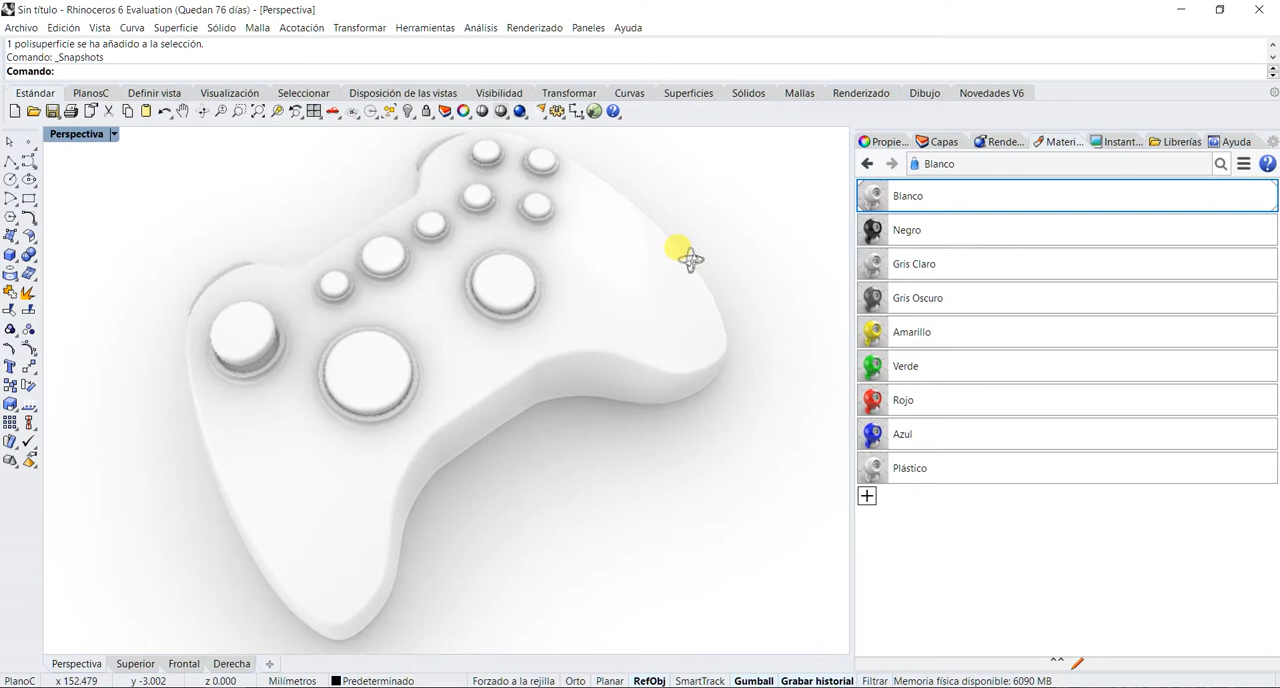 Sin título - Rhinoceros 6 Evaluation (Quedan 76 días) - [Perspectiva]
Archivo Edición Vista Curva Superficie Sólido Malla Acotación Transformar Herramientas Análisis Renderizado Paneles Ayuda
1 polisuperficie se ha añadido a la selección.
Comando: _Snapshots
Comando:
Estándar PlanosC Definir vista Visualización Seleccionar Disposición de las vistas Visibilidad Transformar Curvas Superficies Sólidos Mallas Renderizado Dibujo Novedades V6
Perspectiva
Propie... Capas Rende... Materi... Instant... Librerías Ayuda
Blanco
Blanco
Negro
Gris Claro
Gris Oscuro
Amarillo
Verde
Rojo
Azul
Plástico
Perspectiva Superior Frontal Derecha
PlanoC x 152.479 y -3.002 z 0.000 Milímetros Predeterminado Forzado a la rejilla Orto Planar RefObj SmartTrack Gumball Grabar historial Filtrar Memoria física disponible: 6090 MB